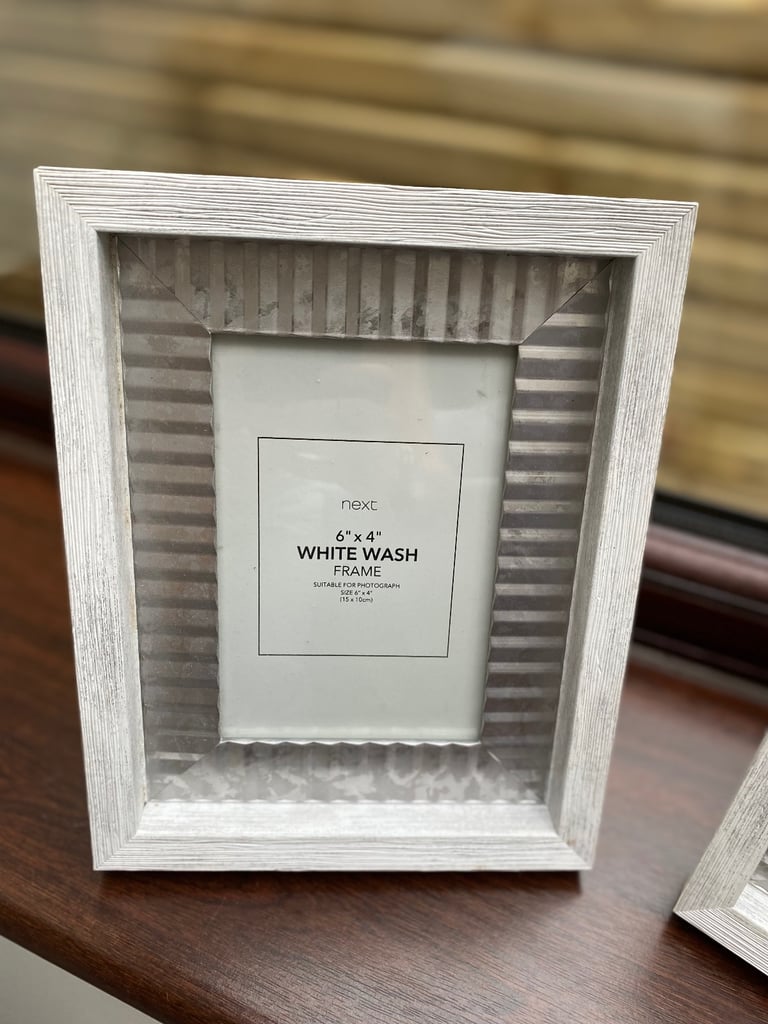 next
6" x 4"
WHITE WASH
FRAME
SUITABLE FOR PHOTOGRAPH
SIZE 6" x 4"
(15 x 10cm)